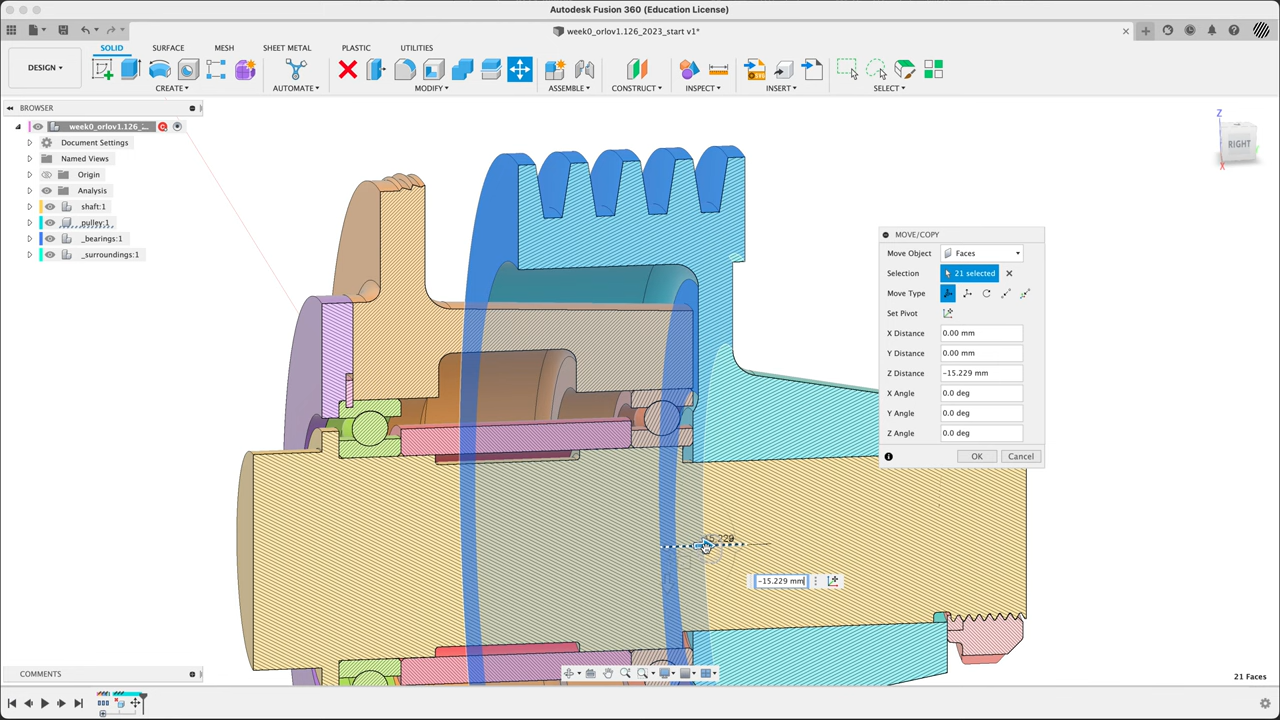 Autodesk Fusion 360 (Education License)
week0_orlov1.126_2023_start v1*
DESIGN
SOLID SURFACE MESH SHEET METAL PLASTIC UTILITIES
CREATE AUTOMATE MODIFY ASSEMBLE CONSTRUCT INSPECT INSERT SELECT
BROWSER
week0_orlov1.126_...
Document Settings
Named Views
Origin
Analysis
shaft:1
pulley:1
_bearings:1
_surroundings:1
Z
RIGHT
X
MOVE/COPY
Move Object Faces
Selection 21 selected
Move Type
Set Pivot
X Distance 0.00 mm
Y Distance 0.00 mm
Z Distance -15.229 mm
X Angle 0.0 deg
Y Angle 0.0 deg
Z Angle 0.0 deg
OK Cancel
-15.229 mm
COMMENTS
21 Faces